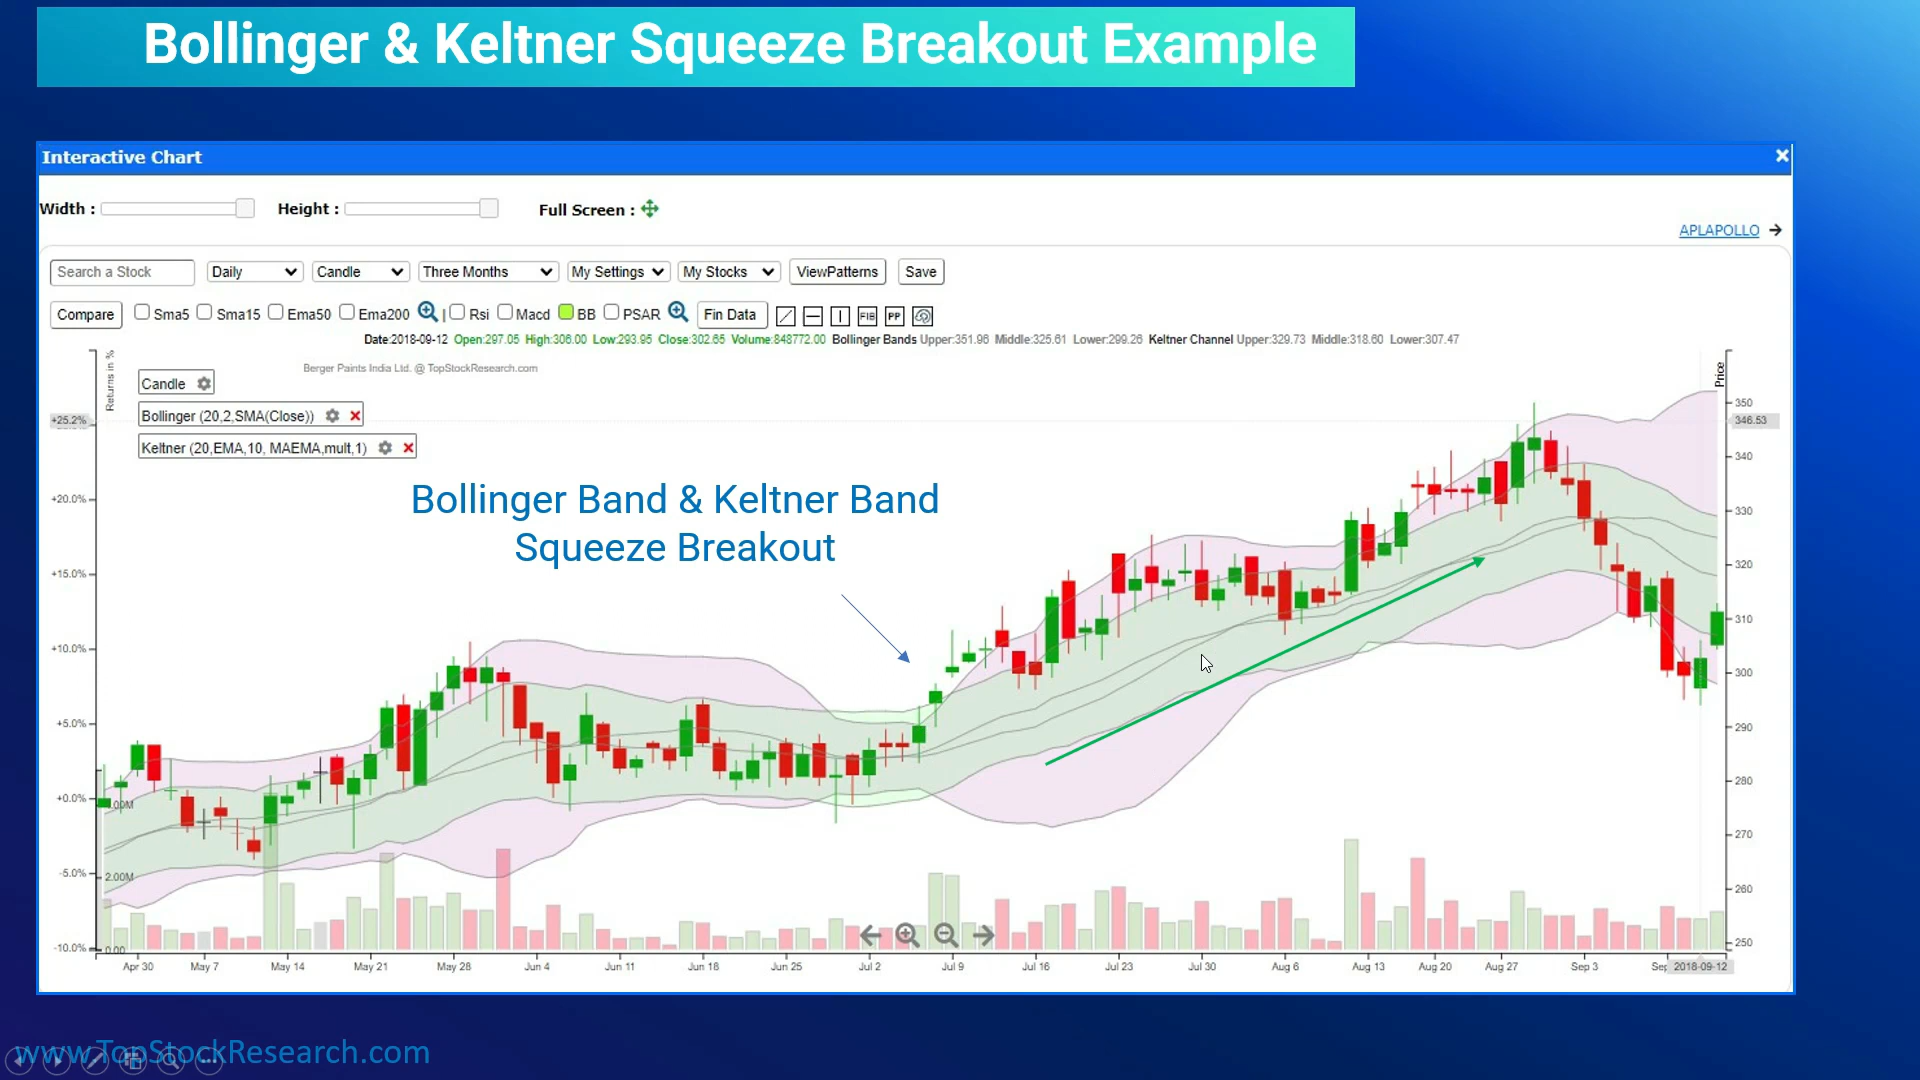 Bollinger & Keltner Squeeze Breakout Example
Interactive Chart
Width :
Height :
Full Screen :
APLAPOLLO
Search a Stock
Daily
Candle
Three Months
My Settings
My Stocks
ViewPatterns
Save
Compare
Sma5
Sma15
Ema50
Ema200
|
Rsi
Macd
BB
PSAR
Fin Data
FIB
PP
Date:2018-09-12 Open:297.05 High:306.00 Low:293.95 Close:302.65 Volume:848772.00 Bollinger Bands Upper:351.96 Middle:325.61 Lower:299.26 Keltner Channel Upper:329.73 Middle:318.60 Lower:307.47
Returns in %
Berger Paints India Ltd. @ TopStockResearch.com
Price
Candle
Bollinger (20,2,SMA(Close))
Keltner (20,EMA,10, MAEMA,mult,1)
Bollinger Band & Keltner Band
Squeeze Breakout
+25.2%
+20.0%
+15.0%
+10.0%
+5.0%
+0.0%
-5.0%
-10.0%
2.00M
0.00
350
346.53
340
330
320
310
300
290
280
270
260
250
Apr 30
May 7
May 14
May 21
May 28
Jun 4
Jun 11
Jun 18
Jun 25
Jul 2
Jul 9
Jul 16
Jul 23
Jul 30
Aug 6
Aug 13
Aug 20
Aug 27
Sep 3
2018-09-12
www.TopStockResearch.com